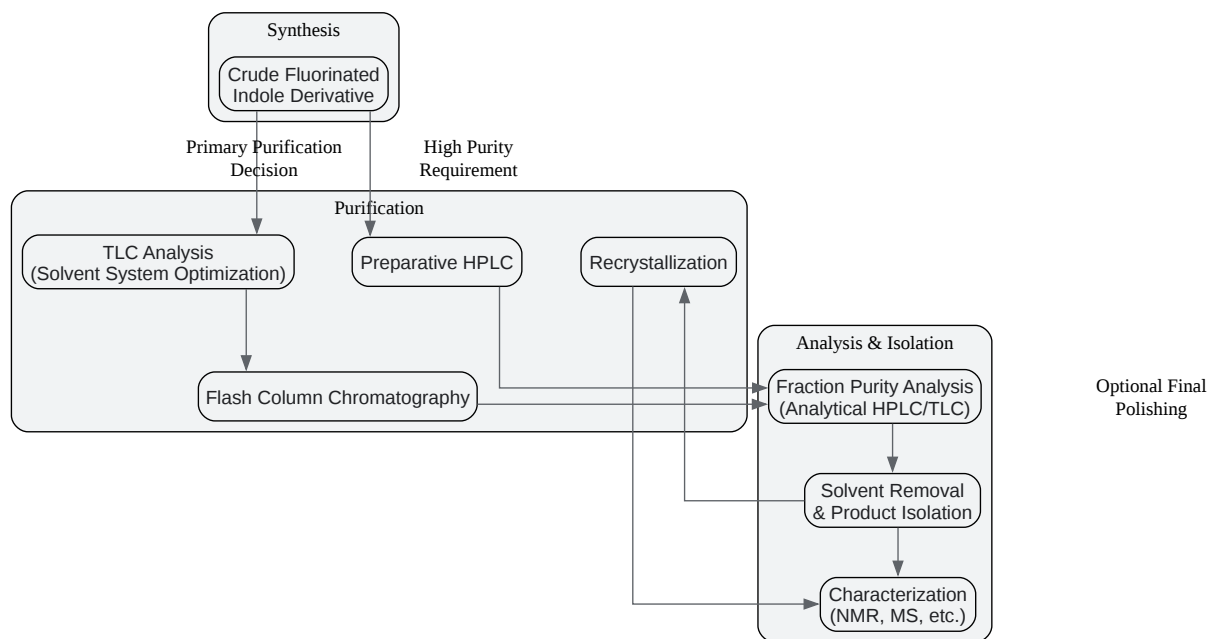 Synthesis
Crude Fluorinated
Indole Derivative
Primary Purification
Decision
High Purity
Requirement
Purification
TLC Analysis
(Solvent System Optimization)
Preparative HPLC
Recrystallization
Flash Column Chromatography
Analysis & Isolation
Fraction Purity Analysis
(Analytical HPLC/TLC)
Optional Final
Polishing
Solvent Removal
& Product Isolation
Characterization
(NMR, MS, etc.)